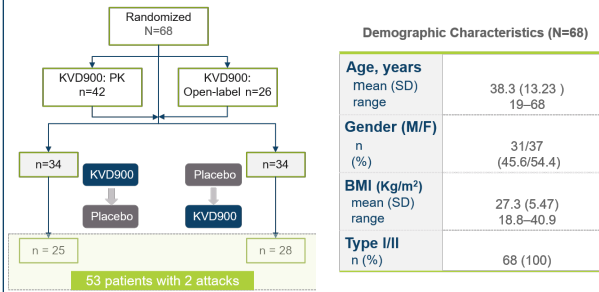 Randomized
N=68
KVD900: PK
n=42
KVD900:
Open-label n=26
n=34
KVD900
Placebo
Placebo
KVD900
n=34
n = 25
n = 28
53 patients with 2 attacks
Demographic Characteristics (N=68)
Age, years
mean (SD) 38.3 (13.23 )
range 19–68
Gender (M/F)
n 31/37
(%) (45.6/54.4)
BMI (Kg/m²)
mean (SD) 27.3 (5.47)
range 18.8–40.9
Type I/II
n (%) 68 (100)